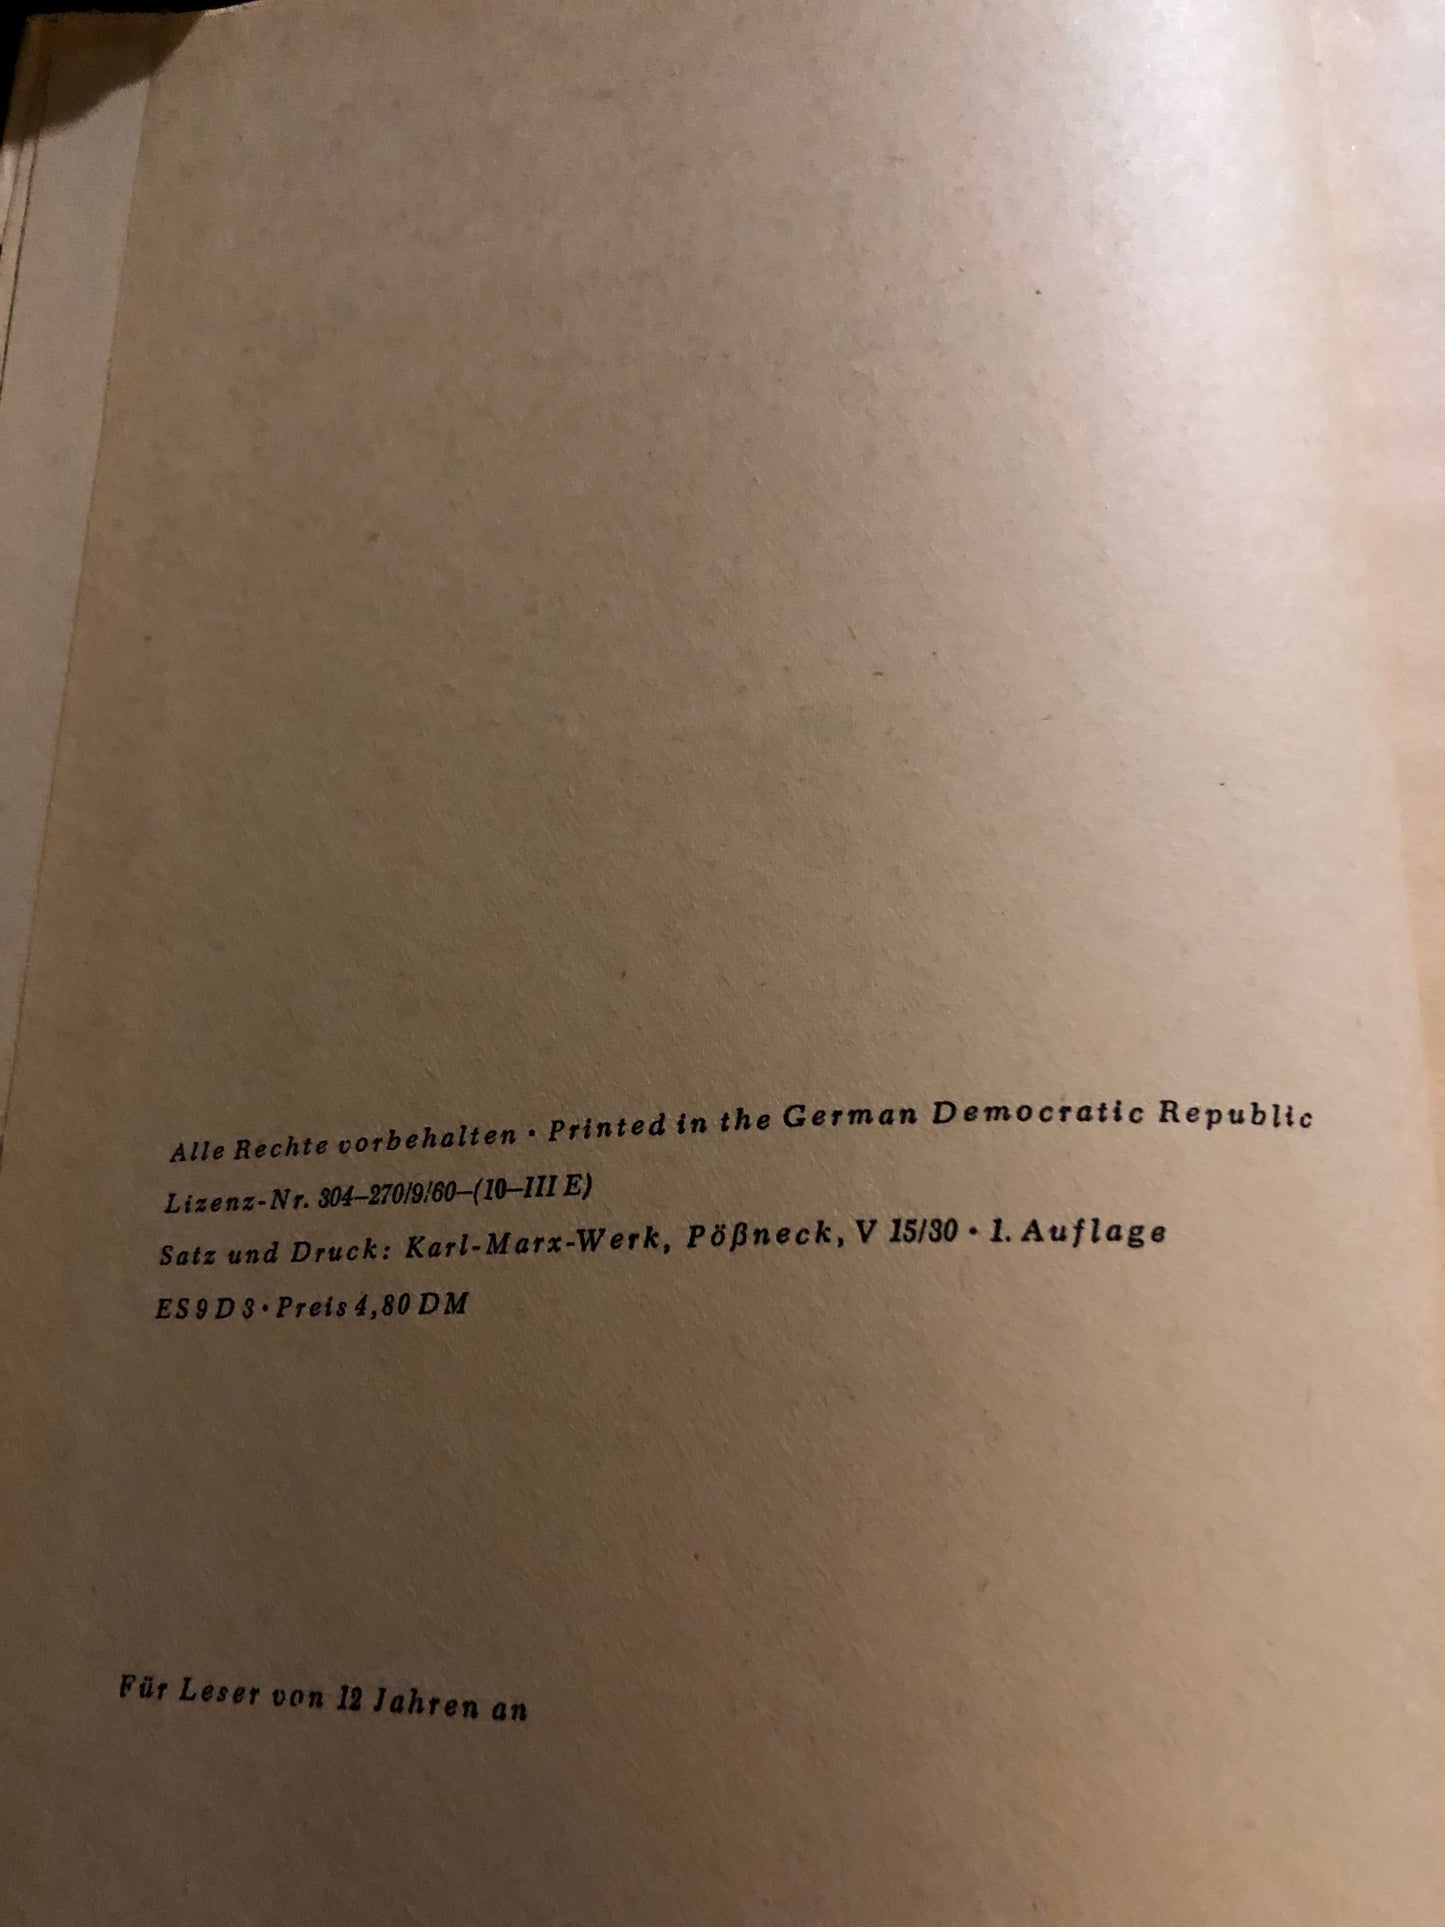 Alle Rechte vorbehalten · Printed in the German Democratic Republic
Lizenz-Nr. 304–270/9/60–(10–III E)
Satz und Druck: Karl-Marx-Werk, Pößneck, V 15/30 · 1. Auflage
ES 9 D 3 · Preis 4,80 DM
Für Leser von 12 Jahren an